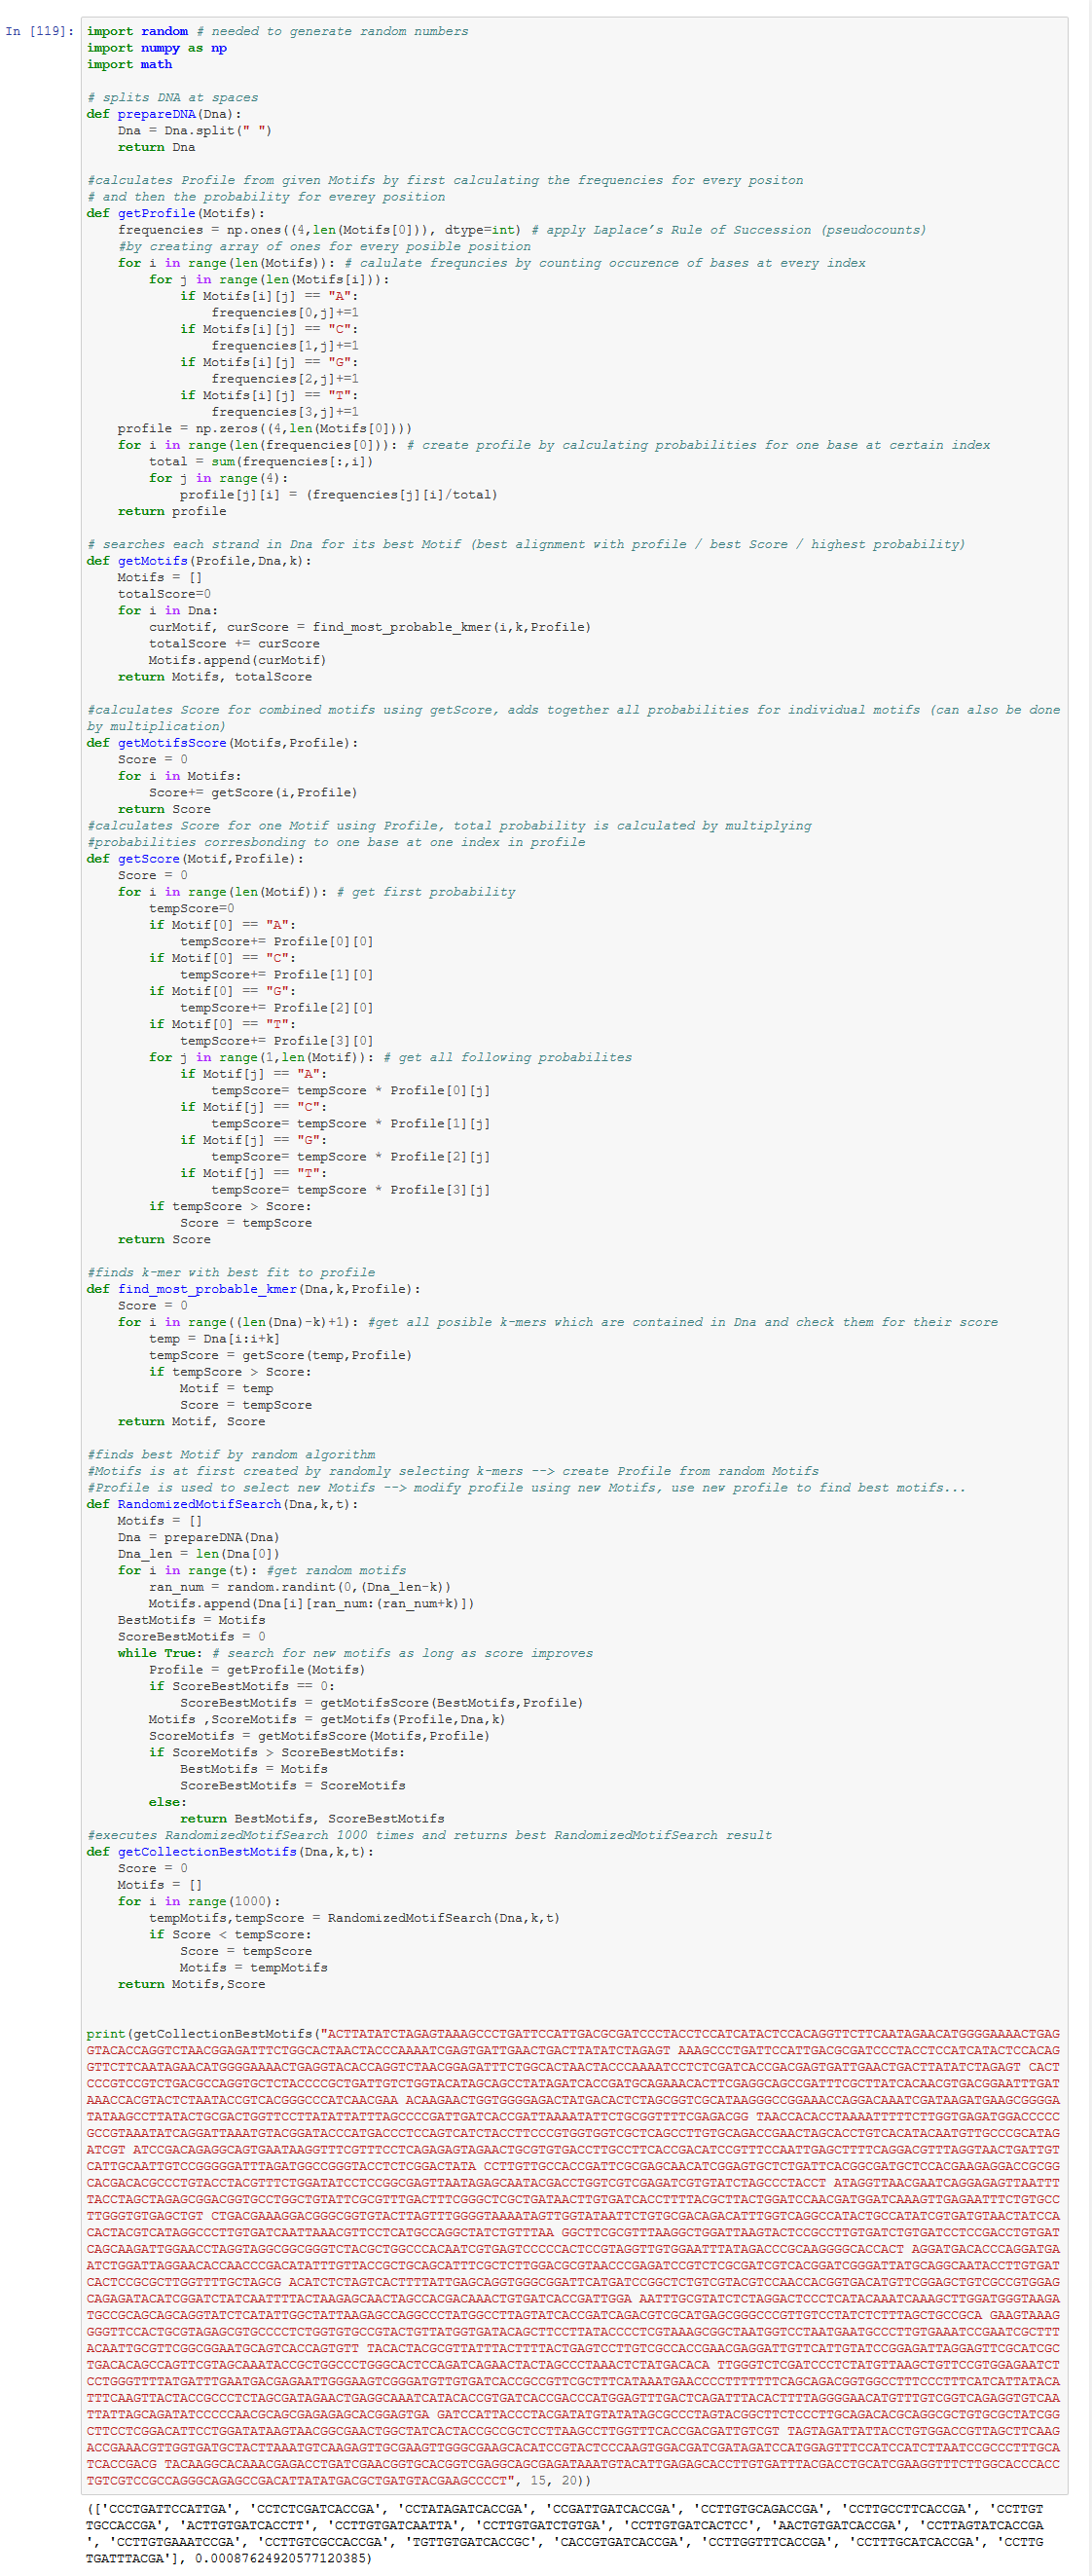 In [119]:
import random # needed to generate random numbers
import numpy as np
import math
# splits DNA at spaces
def prepareDNA(Dna):
    Dna = Dna.split(" ")
    return Dna
#calculates Profile from given Motifs by first calculating the frequencies for every positon
# and then the probability for everey position
def getProfile(Motifs):
    frequencies = np.ones((4,len(Motifs[0])), dtype=int) # apply Laplace’s Rule of Succession (pseudocounts)
    #by creating array of ones for every posible position
    for i in range(len(Motifs)): # calulate frequncies by counting occurence of bases at every index
        for j in range(len(Motifs[i])):
            if Motifs[i][j] == "A":
                frequencies[0,j]+=1
            if Motifs[i][j] == "C":
                frequencies[1,j]+=1
            if Motifs[i][j] == "G":
                frequencies[2,j]+=1
            if Motifs[i][j] == "T":
                frequencies[3,j]+=1
    profile = np.zeros((4,len(Motifs[0])))
    for i in range(len(frequencies[0])): # create profile by calculating probabilities for one base at certain index
        total = sum(frequencies[:,i])
        for j in range(4):
            profile[j][i] = (frequencies[j][i]/total)
    return profile
# searches each strand in Dna for its best Motif (best alignment with profile / best Score / highest probability)
def getMotifs(Profile,Dna,k):
    Motifs = []
    totalScore=0
    for i in Dna:
        curMotif, curScore = find_most_probable_kmer(i,k,Profile)
        totalScore += curScore
        Motifs.append(curMotif)
    return Motifs, totalScore
#calculates Score for combined motifs using getScore, adds together all probabilities for individual motifs (can also be done
by multiplication)
def getMotifsScore(Motifs,Profile):
    Score = 0
    for i in Motifs:
        Score+= getScore(i,Profile)
    return Score
#calculates Score for one Motif using Profile, total probability is calculated by multiplying
#probabilities corresbonding to one base at one index in profile
def getScore(Motif,Profile):
    Score = 0
    for i in range(len(Motif)): # get first probability
        tempScore=0
        if Motif[0] == "A":
            tempScore+= Profile[0][0]
        if Motif[0] == "C":
            tempScore+= Profile[1][0]
        if Motif[0] == "G":
            tempScore+= Profile[2][0]
        if Motif[0] == "T":
            tempScore+= Profile[3][0]
        for j in range(1,len(Motif)): # get all following probabilites
            if Motif[j] == "A":
                tempScore= tempScore * Profile[0][j]
            if Motif[j] == "C":
                tempScore= tempScore * Profile[1][j]
            if Motif[j] == "G":
                tempScore= tempScore * Profile[2][j]
            if Motif[j] == "T":
                tempScore= tempScore * Profile[3][j]
        if tempScore > Score:
            Score = tempScore
    return Score
#finds k-mer with best fit to profile
def find_most_probable_kmer(Dna,k,Profile):
    Score = 0
    for i in range((len(Dna)-k)+1): #get all posible k-mers which are contained in Dna and check them for their score
        temp = Dna[i:i+k]
        tempScore = getScore(temp,Profile)
        if tempScore > Score:
            Motif = temp
            Score = tempScore
    return Motif, Score
#finds best Motif by random algorithm
#Motifs is at first created by randomly selecting k-mers --> create Profile from random Motifs
#Profile is used to select new Motifs --> modify profile using new Motifs, use new profile to find best motifs...
def RandomizedMotifSearch(Dna,k,t):
    Motifs = []
    Dna = prepareDNA(Dna)
    Dna_len = len(Dna[0])
    for i in range(t): #get random motifs
        ran_num = random.randint(0,(Dna_len-k))
        Motifs.append(Dna[i][ran_num:(ran_num+k)])
    BestMotifs = Motifs
    ScoreBestMotifs = 0
    while True: # search for new motifs as long as score improves
        Profile = getProfile(Motifs)
        if ScoreBestMotifs == 0:
            ScoreBestMotifs = getMotifsScore(BestMotifs,Profile)
        Motifs ,ScoreMotifs = getMotifs(Profile,Dna,k)
        ScoreMotifs = getMotifsScore(Motifs,Profile)
        if ScoreMotifs > ScoreBestMotifs:
            BestMotifs = Motifs
            ScoreBestMotifs = ScoreMotifs
        else:
            return BestMotifs, ScoreBestMotifs
#executes RandomizedMotifSearch 1000 times and returns best RandomizedMotifSearch result
def getCollectionBestMotifs(Dna,k,t):
    Score = 0
    Motifs = []
    for i in range(1000):
        tempMotifs,tempScore = RandomizedMotifSearch(Dna,k,t)
        if Score < tempScore:
            Score = tempScore
            Motifs = tempMotifs
    return Motifs,Score
print(getCollectionBestMotifs("ACTTATATCTAGAGTAAAGCCCTGATTCCATTGACGCGATCCCTACCTCCATCATACTCCACAGGTTCTTCAATAGAACATGGGGAAAACTGAG
GTACACCAGGTCTAACGGAGATTTCTGGCACTAACTACCCAAAATCGAGTGATTGAACTGACTTATATCTAGAGT AAAGCCCTGATTCCATTGACGCGATCCCTACCTCCATCATACTCCACAG
GTTCTTCAATAGAACATGGGGAAAACTGAGGTACACCAGGTCTAACGGAGATTTCTGGCACTAACTACCCAAAATCCTCTCGATCACCGACGAGTGATTGAACTGACTTATATCTAGAGT CACT
", 15, 20))
(['CCCTGATTCCATTGA', 'CCTCTCGATCACCGA', 'CCTATAGATCACCGA', 'CCGATTGATCACCGA', 'CCTTGTGCAGACCGA', 'CCTTGCCTTCACCGA', 'CCTTGT
TGCCACCGA', 'ACTTGTGATCACCTT', 'CCTTGTGATCAATTA', 'CCTTGTGATCTGTGA', 'CCTTGTGATCACTCC', 'AACTGTGATCACCGA', 'CCTTAGTATCACCGA
', 'CCTTGTGAAATCCGA', 'CCTTGTCGCCACCGA', 'TGTTGTGATCACCGC', 'CACCGTGATCACCGA', 'CCTTGGTTTCACCGA', 'CCTTTGCATCACCGA', 'CCTTG
TGATTTACGA'], 0.00087624920577120385)